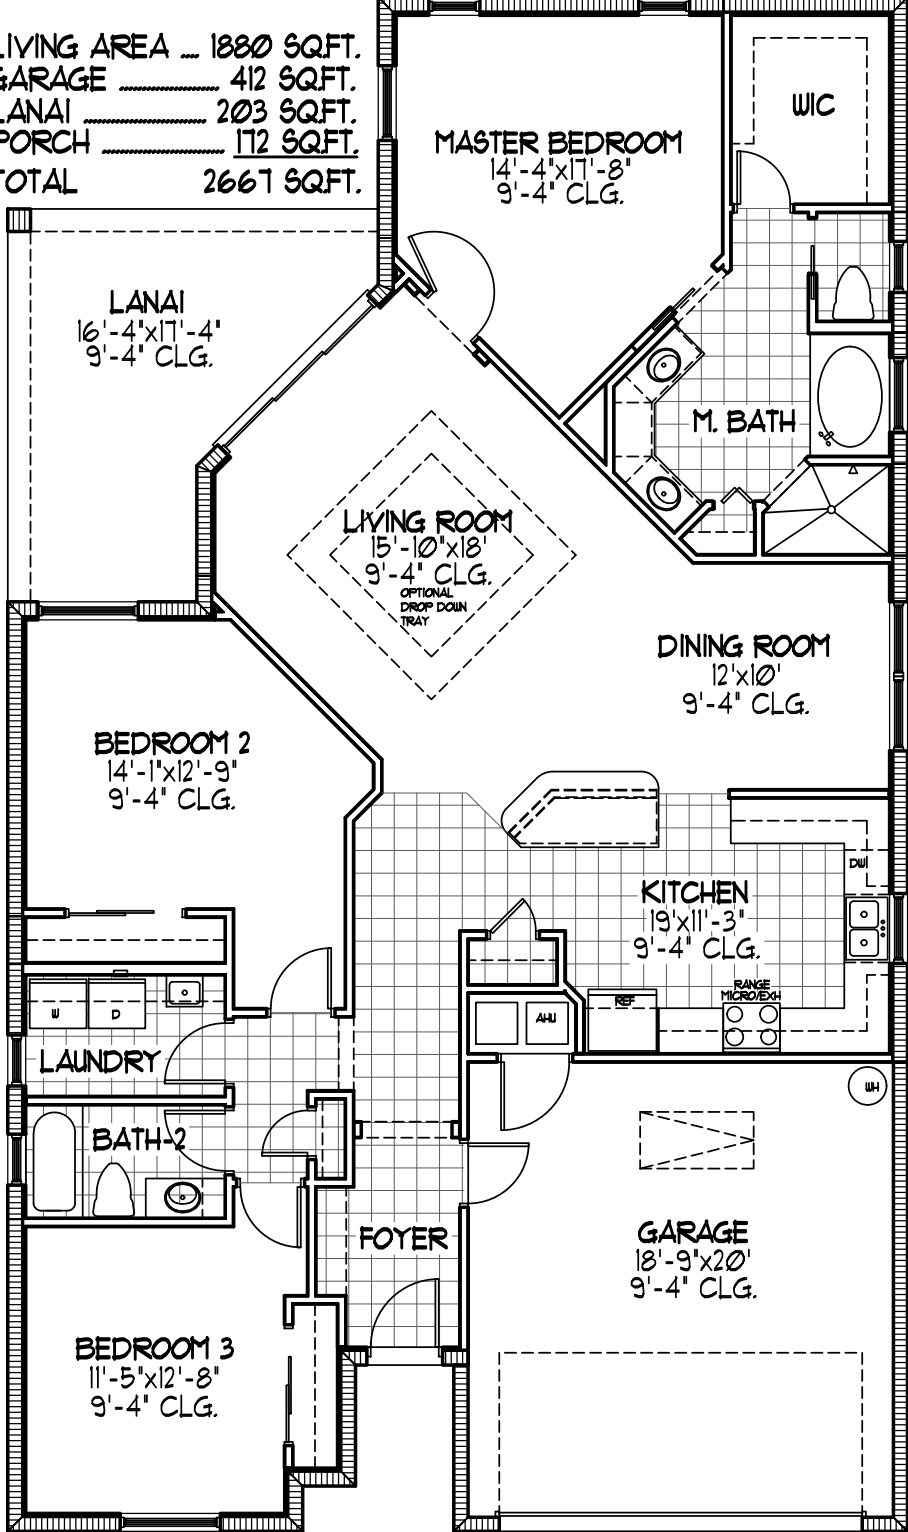 LIVING AREA .... 1880 SQ.FT.
GARAGE .................... 412 SQ.FT.
LANAI ......................... 203 SQ.FT.
PORCH ......................... 172 SQ.FT.
TOTAL 2667 SQ.FT.
MASTER BEDROOM
14'-4"x17'-8"
9'-4" CLG.
WIC
LANAI
16'-4"x17'-4"
9'-4" CLG.
M. BATH
LIVING ROOM
15'-10"x18'
9'-4" CLG.
OPTIONAL
DROP DOWN
TRAY
DINING ROOM
12'x10'
9'-4" CLG.
BEDROOM 2
14'-1"x12'-9"
9'-4" CLG.
DW
KITCHEN
19'x11'-3"
9'-4" CLG.
RANGE
MICRO/EXH
REF
AHU
W
D
LAUNDRY
WH
BATH-2
FOYER
GARAGE
18'-9"x20'
9'-4" CLG.
BEDROOM 3
11'-5"x12'-8"
9'-4" CLG.